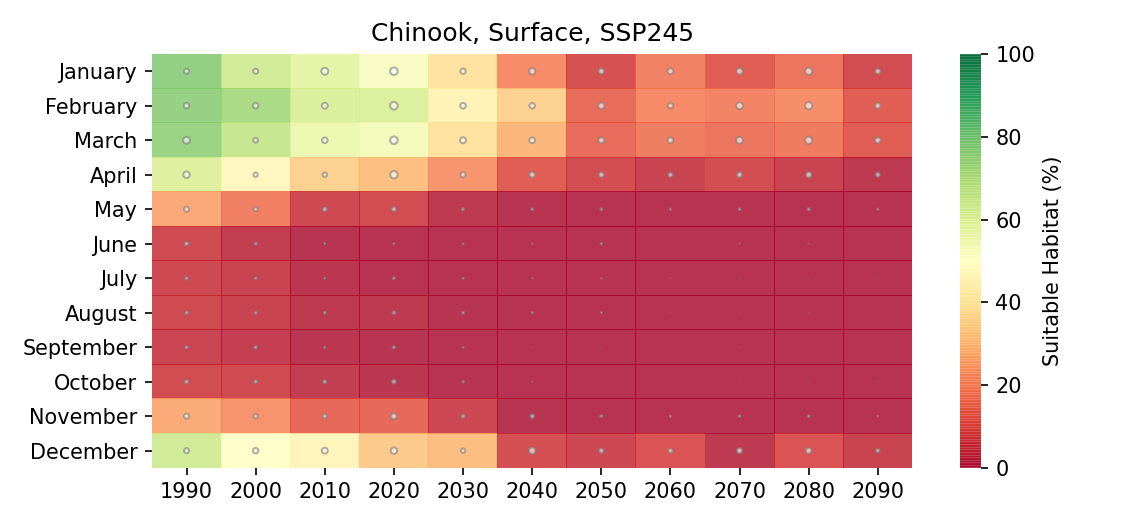 Chinook, Surface, SSP245
January
February
March
April
May
June
July
August
September
October
November
December
1990 2000 2010 2020 2030 2040 2050 2060 2070 2080 2090
100
80
60
40
20
0
Suitable Habitat (%)